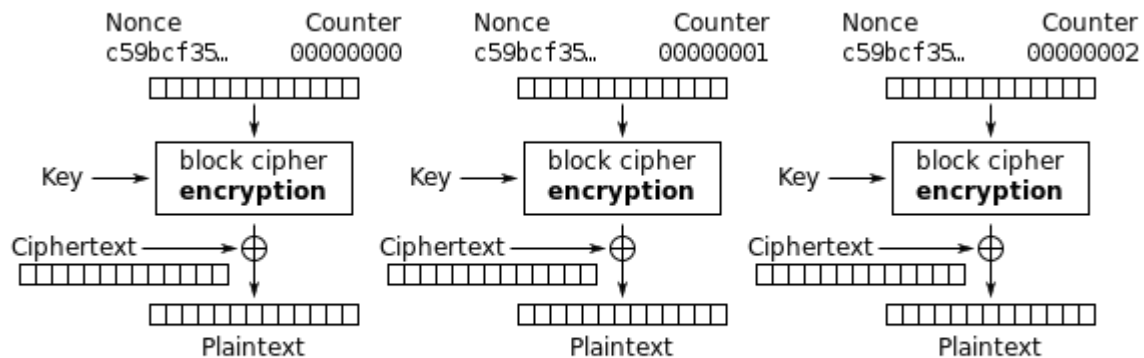 Nonce Counter Nonce Counter Nonce Counter
c59bcf35… 00000000 c59bcf35… 00000001 c59bcf35… 00000002
block cipher block cipher block cipher
Key Key Key
encryption encryption encryption
Ciphertext Ciphertext Ciphertext
Plaintext Plaintext Plaintext